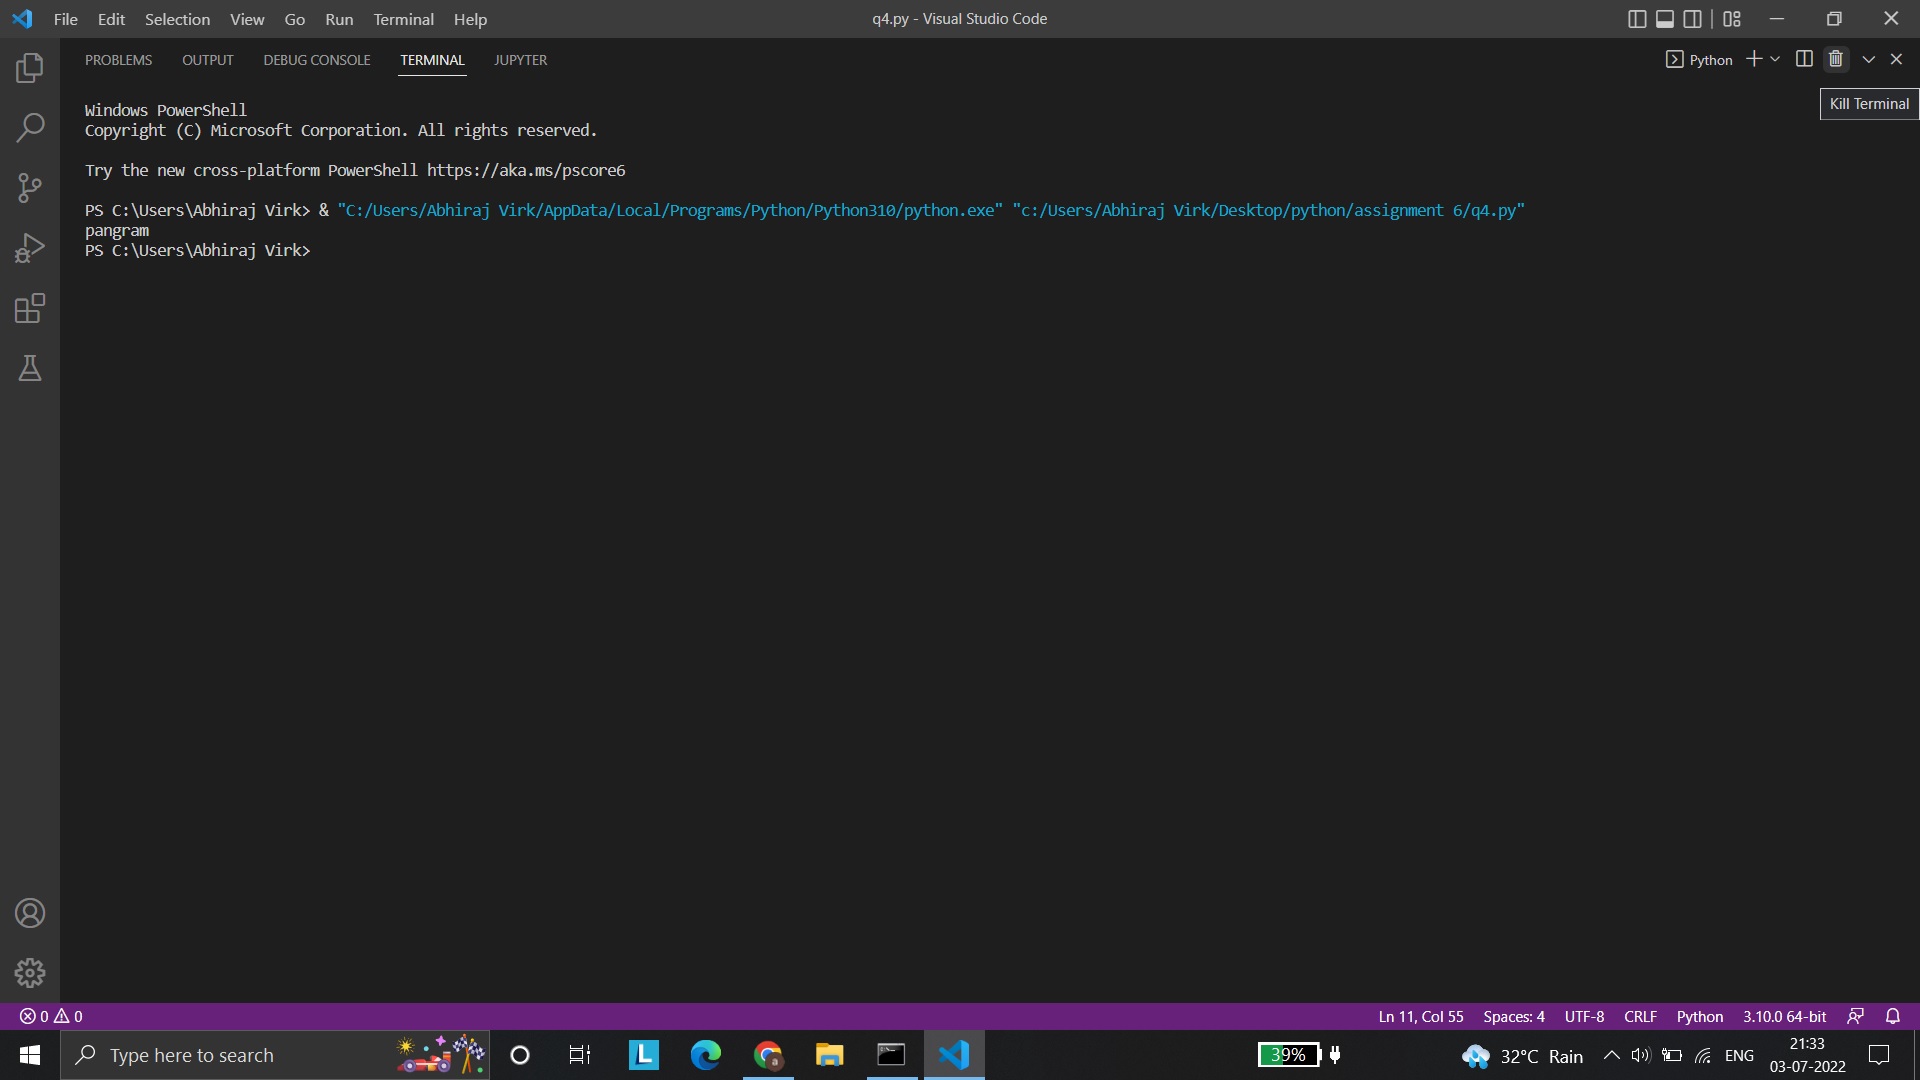 File Edit Selection View Go Run Terminal Help
q4.py - Visual Studio Code
PROBLEMS OUTPUT DEBUG CONSOLE TERMINAL JUPYTER
Python
Kill Terminal
Windows PowerShell
Copyright (C) Microsoft Corporation. All rights reserved.
Try the new cross-platform PowerShell https://aka.ms/pscore6
PS C:\Users\Abhiraj Virk> & "C:/Users/Abhiraj Virk/AppData/Local/Programs/Python/Python310/python.exe" "c:/Users/Abhiraj Virk/Desktop/python/assignment 6/q4.py"
pangram
PS C:\Users\Abhiraj Virk>
0 0
Ln 11, Col 55 Spaces: 4 UTF-8 CRLF Python 3.10.0 64-bit
Type here to search
L
a
39%
32°C Rain
ENG
21:33
03-07-2022